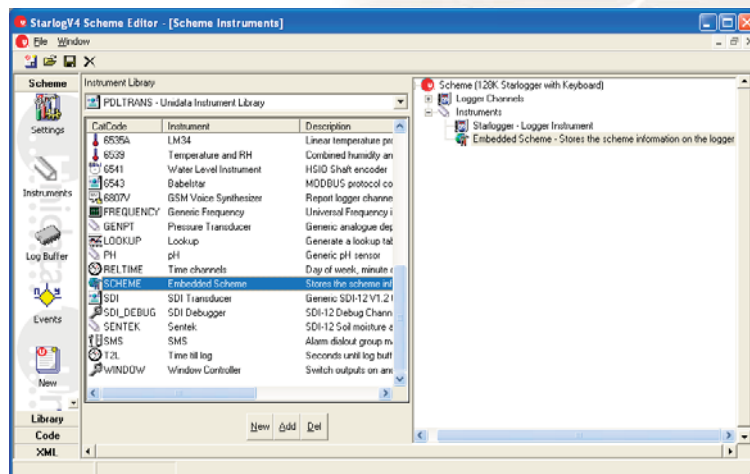 StarlogV4 Scheme Editor - [Scheme Instruments]
File Window
Scheme
Settings
Instruments
Log Buffer
Events
New
Library
Code
XML
Instrument Library
PDLTRANS - Unidata Instrument Library
CatCode Instrument Description
6535A LM34 Linear temperature pro
6539 Temperature and RH Combined humidity an
6541 Water Level Instrument HSIO Shaft encoder
6543 Babelstar MODBUS protocol co
6807V GSM Voice Synthesizer Report logger channe
FREQUENCY Generic Frequency Universal Frequency i
GENPT Pressure Transducer Generic analogue dep
LOOKUP Lookup Generate a lookup tab
PH pH Generic pH sensor
RELTIME Time channels Day of week, minute o
SCHEME Embedded Scheme Stores the scheme inf
SDI SDI Transducer Generic SDI-12 V1.2
SDI_DEBUG SDI Debugger SDI-12 Debug Chann
SENTEK Sentek SDI-12 Soil moisture a
SMS SMS Alarm dialout group m
T2L Time till log Seconds until log buff
WINDOW Window Controller Switch outputs on and
New Add Del
Scheme (128K Starlogger with Keyboard)
Logger Channels
Instruments
Starlogger - Logger Instrument
Embedded Scheme - Stores the scheme information on the logger